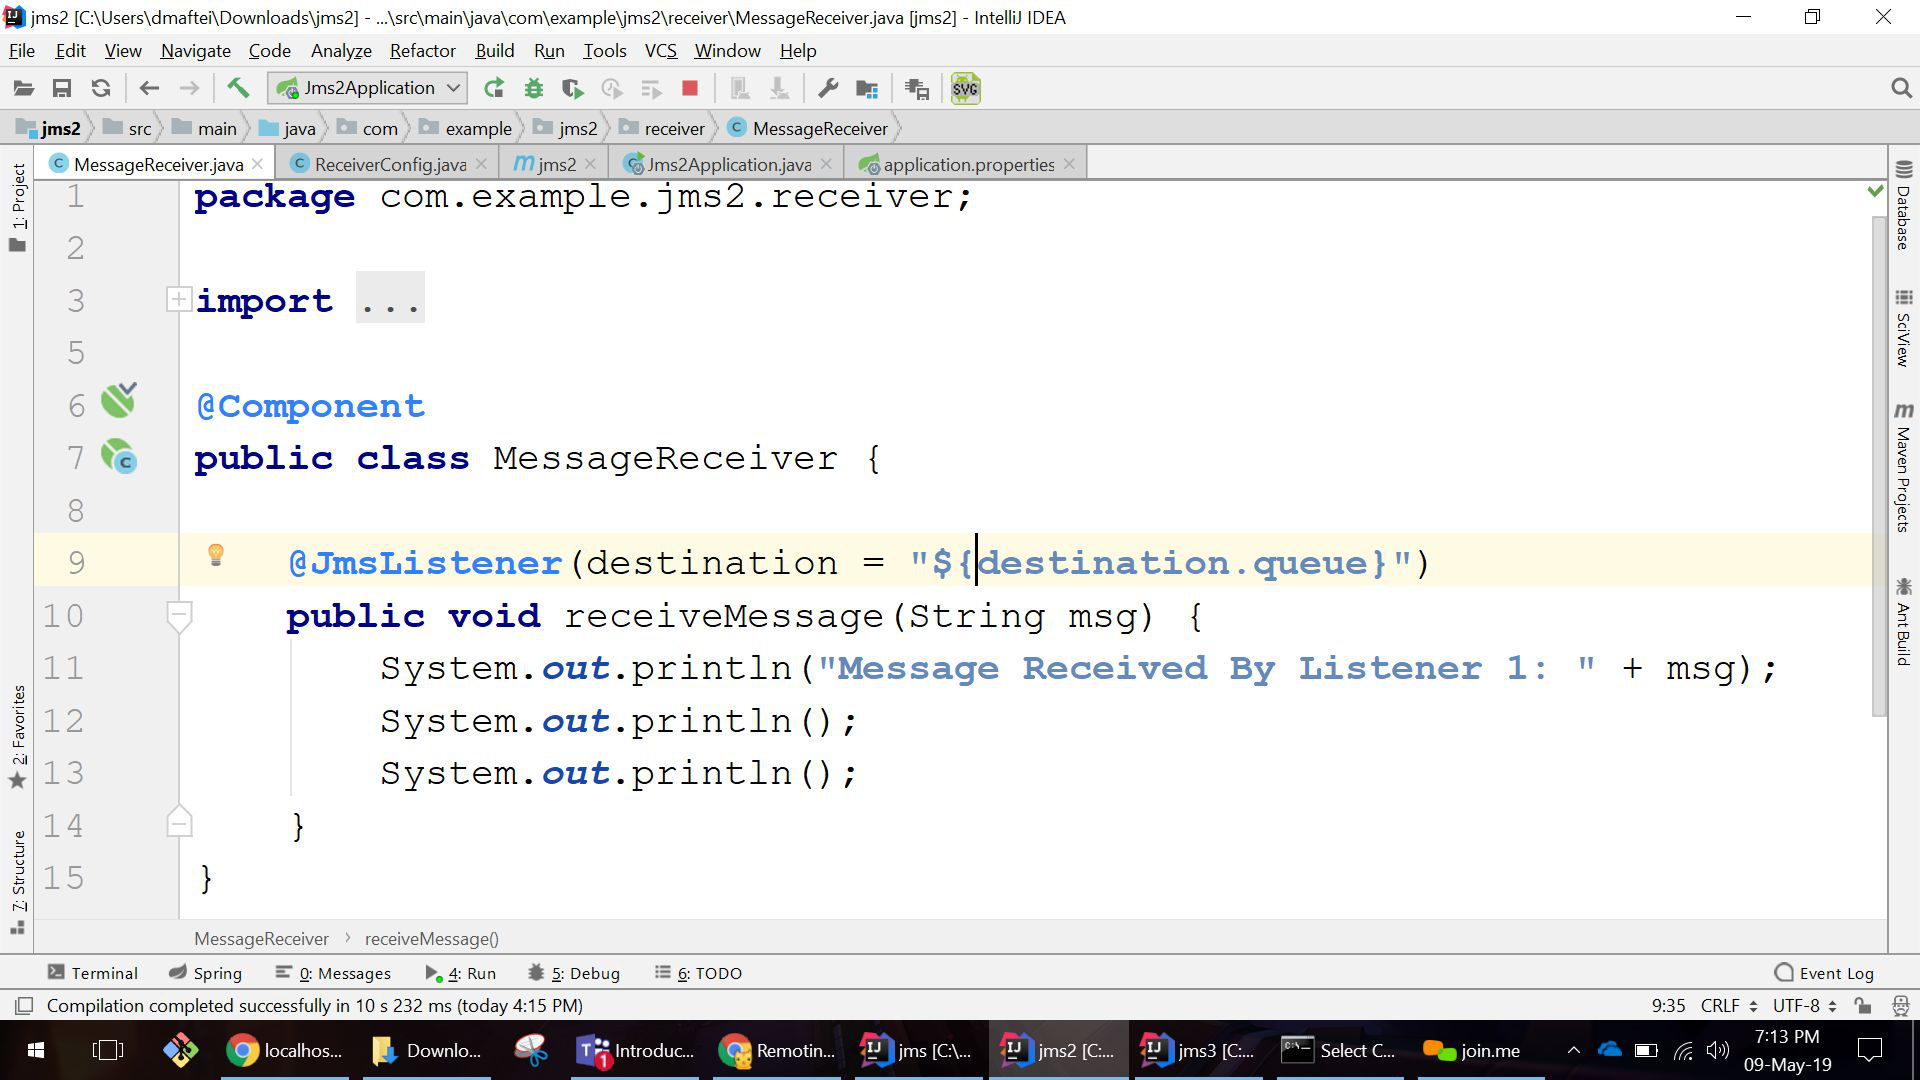 jms2 [C:\Users\dmaftei\Downloads\jms2] - ...\src\main\java\com\example\jms2\receiver\MessageReceiver.java [jms2] - IntelliJ IDEA
File Edit View Navigate Code Analyze Refactor Build Run Tools VCS Window Help
Jms2Application SVG
jms2 src main java com example jms2 receiver MessageReceiver
MessageReceiver.java ReceiverConfig.java jms2 Jms2Application.java application.properties
1 package com.example.jms2.receiver;
2
3 import ...
5
6 @Component
7 public class MessageReceiver {
8
9 @JmsListener(destination = "${destination.queue}")
10 public void receiveMessage(String msg) {
11 System.out.println("Message Received By Listener 1: " + msg);
12 System.out.println();
13 System.out.println();
14 }
15 }
1: Project
2: Favorites
7: Structure
Database
SciView
Maven Projects
Ant Build
MessageReceiver › receiveMessage()
Terminal Spring 0: Messages 4: Run 5: Debug 6: TODO Event Log
Compilation completed successfully in 10 s 232 ms (today 4:15 PM) 9:35 CRLF UTF-8
localhos... Downlo... Introduc... Remotin... jms [C:\... jms2 [C:... jms3 [C:... Select C... join.me 7:13 PM
09-May-19